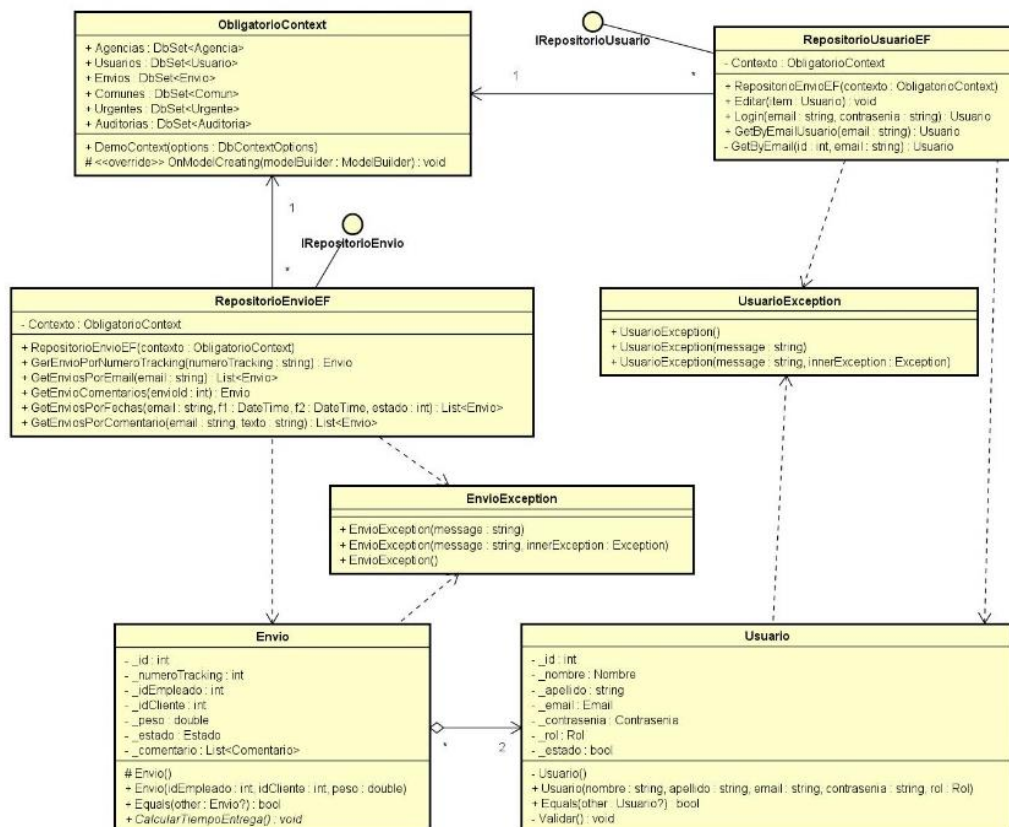 ObligatorioContext
+ Agencias : DbSet<Agencia>
+ Usuarios : DbSet<Usuario>
+ Envios : DbSet<Envio>
+ Comunes : DbSet<Comun>
+ Urgentes : DbSet<Urgente>
+ Auditorias : DbSet<Auditoria>
+ DemoContext(options : DbContextOptions)
# <<override>> OnModelCreating(modelBuilder : ModelBuilder) : void
IRepositorioUsuario
RepositorioUsuarioEF
- Contexto : ObligatorioContext
+ RepositorioEnvioEF(contexto : ObligatorioContext)
+ Editar(item : Usuario) : void
+ Login(email : string, contrasenia : string) : Usuario
+ GetByEmailUsuario(email : string) : Usuario
- GetByEmail(id : int, email : string) : Usuario
1
*
1
*
IRepositorioEnvio
RepositorioEnvioEF
- Contexto : ObligatorioContext
+ RepositorioEnvioEF(contexto : ObligatorioContext)
+ GerEnvioPorNumeroTracking(numeroTracking : string) : Envio
+ GetEnviosPorEmail(email : string) : List<Envio>
+ GetEnvioComentarios(envioId : int) : Envio
+ GetEnviosPorFechas(email : string, f1 : DateTime, f2 : DateTime, estado : int) : List<Envio>
+ GetEnviosPorComentario(email : string, texto : string) : List<Envio>
UsuarioException
+ UsuarioException()
+ UsuarioException(message : string)
+ UsuarioException(message : string, innerException : Exception)
EnvioException
+ EnvioException(message : string)
+ EnvioException(message : string, innerException : Exception)
+ EnvioException()
Envio
- _id : int
- _numeroTracking : int
- _idEmpleado : int
- _idCliente : int
- _peso : double
- _estado : Estado
- _comentario : List<Comentario>
# Envio()
+ Envio(idEmpleado : int, idCliente : int, peso : double)
+ Equals(other : Envio?) : bool
+ CalcularTiempoEntrega() : void
*
2
Usuario
- _id : int
- _nombre : Nombre
- _apellido : string
- _email : Email
- _contrasenia : Contrasenia
- _rol : Rol
- _estado : bool
- Usuario()
+ Usuario(nombre : string, apellido : string, email : string, contrasenia : string, rol : Rol)
+ Equals(other : Usuario?) : bool
- Validar() : void